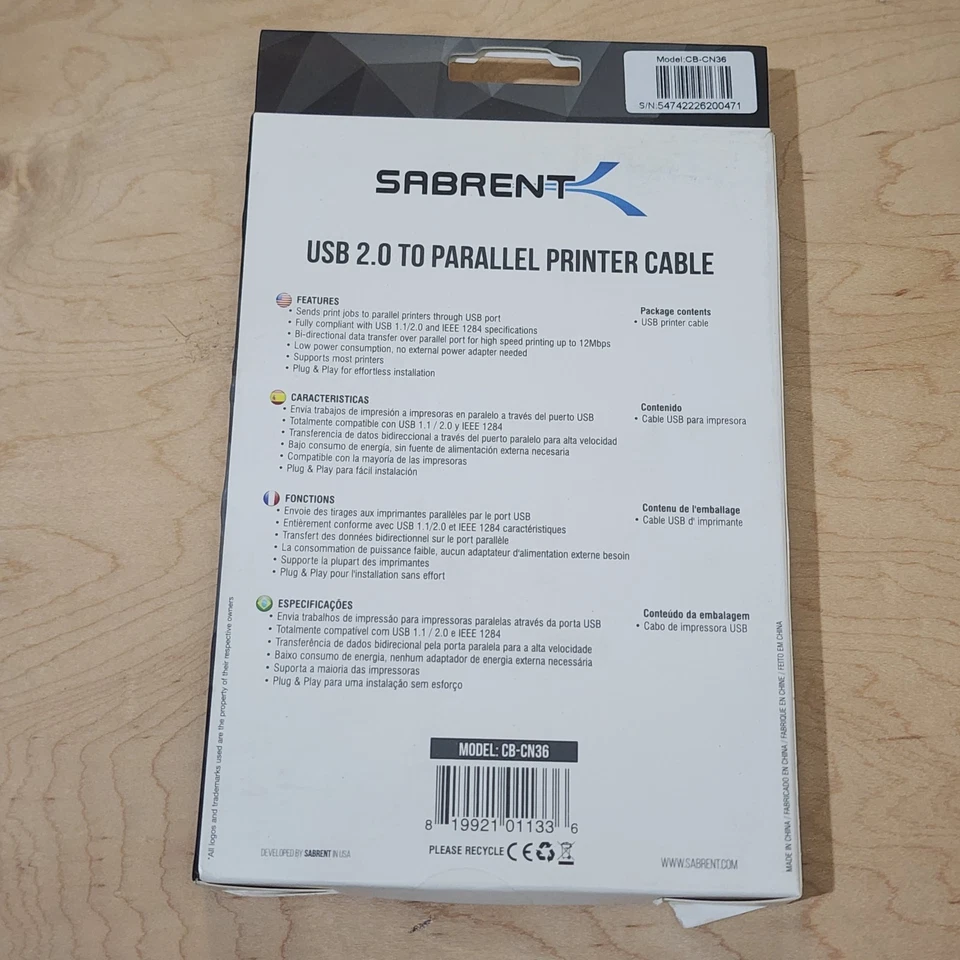 Model:CB-CN36
S/N:54742226200471
SABRENT
USB 2.0 TO PARALLEL PRINTER CABLE
FEATURES
• Sends print jobs to parallel printers through USB port
• Fully compliant with USB 1.1/2.0 and IEEE 1284 specifications
• Bi-directional data transfer over parallel port for high speed printing up to 12Mbps
• Low power consumption, no external power adapter needed
• Supports most printers
• Plug & Play for effortless installation
Package contents
• USB printer cable
CARACTERISTICAS
• Envia trabajos de impresión a impresoras en paralelo a través del puerto USB
• Totalmente compatible con USB 1.1 / 2.0 y IEEE 1284
• Transferencia de datos bidireccional a través del puerto paralelo para alta velocidad
• Bajo consumo de energía, sin fuente de alimentación externa necesaria
• Compatible con la mayoría de las impresoras
• Plug & Play para fácil instalación
Contenido
• Cable USB para impresora
FONCTIONS
• Envoie des tirages aux imprimantes parallèles par le port USB
• Entièrement conforme avec USB 1.1/2.0 et IEEE 1284 caractéristiques
• Transfert des données bidirectionnel sur le port parallèle
• La consommation de puissance faible, aucun adaptateur d'alimentation externe besoin
• Supporte la plupart des imprimantes
• Plug & Play pour l'installation sans effort
Contenu de l'emballage
• Cable USB d' imprimante
ESPECIFICAÇÕES
• Envia trabalhos de impressão para impressoras paralelas através da porta USB
• Totalmente compatível com USB 1.1 / 2.0 e IEEE 1284
• Transferência de dados bidirecional pela porta paralela para a alta velocidade
• Baixo consumo de energia, nenhum adaptador de energia externa necessária
• Suporta a maioria das impressoras
• Plug & Play para uma instalação sem esforço
Conteúdo da embalagem
• Cabo de impressora USB
*All logos and trademarks used are the property of their respective owners
MADE IN CHINA / FABRICADO EN CHINA / FABRIQUE EN CHINE / FEITO EM CHINA
MODEL: CB-CN36
8 19921 01133 6
PLEASE RECYCLE CE
DEVELOPED BY SABRENT IN USA
WWW.SABRENT.COM